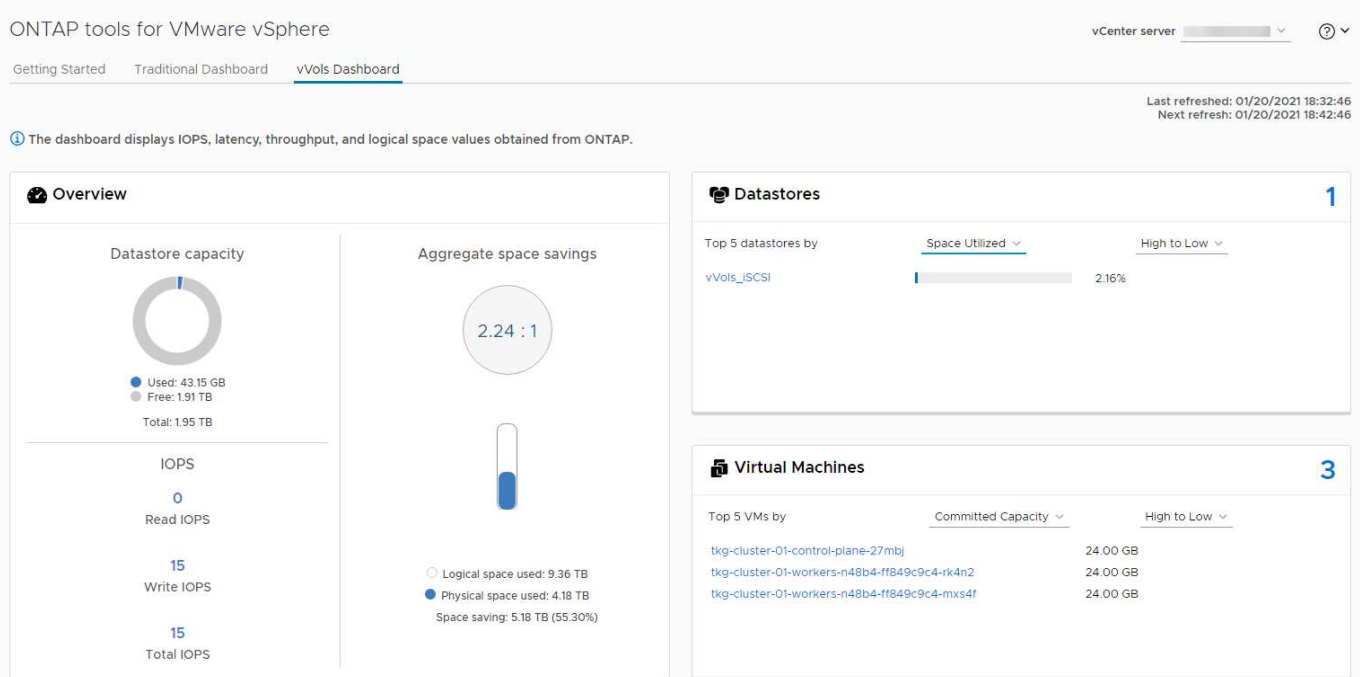 ONTAP tools for VMware vSphere
vCenter server
Getting Started Traditional Dashboard vVols Dashboard
Last refreshed: 01/20/2021 18:32:46
Next refresh: 01/20/2021 18:42:46
The dashboard displays IOPS, latency, throughput, and logical space values obtained from ONTAP.
Overview
Datastore capacity
Used: 43.15 GB
Free: 1.91 TB
Total: 1.95 TB
IOPS
0
Read IOPS
15
Write IOPS
15
Total IOPS
Aggregate space savings
2.24 : 1
Logical space used: 9.36 TB
Physical space used: 4.18 TB
Space saving: 5.18 TB (55.30%)
Datastores 1
Top 5 datastores by Space Utilized High to Low
vVols_iSCSI 2.16%
Virtual Machines 3
Top 5 VMs by Committed Capacity High to Low
tkg-cluster-01-control-plane-27mbj 24.00 GB
tkg-cluster-01-workers-n48b4-ff849c9c4-rk4n2 24.00 GB
tkg-cluster-01-workers-n48b4-ff849c9c4-mxs4f 24.00 GB